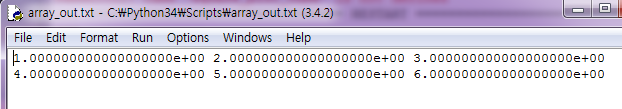 array_out.txt - C:₩Python34₩Scripts₩array_out.txt (3.4.2)
File Edit Format Run Options Windows Help
1.000000000000000000e+00 2.000000000000000000e+00 3.000000000000000000e+00
4.000000000000000000e+00 5.000000000000000000e+00 6.000000000000000000e+00